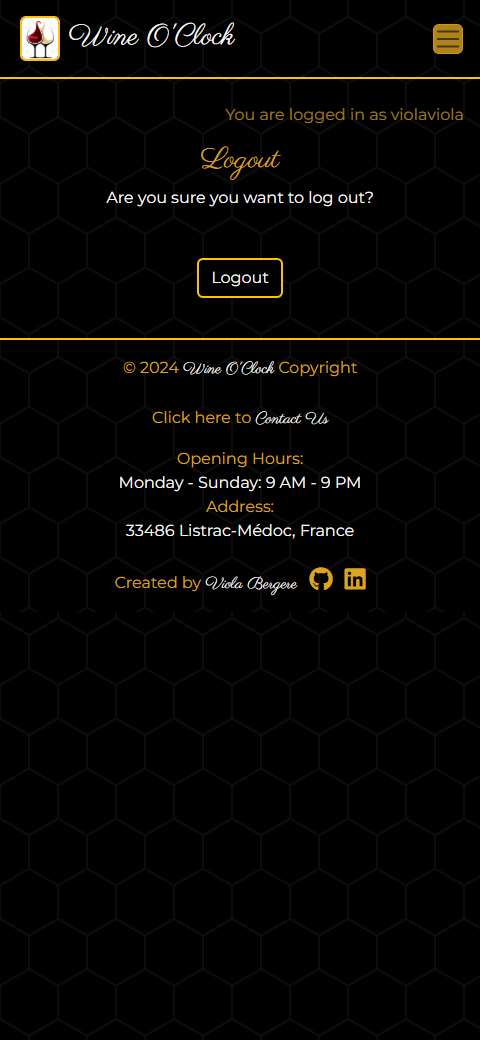 Wine O'Clock
You are logged in as violaviola
Logout
Are you sure you want to log out?
Logout
© 2024 Wine O'Clock Copyright
Click here to Contact Us
Opening Hours:
Monday - Sunday: 9 AM - 9 PM
Address:
33486 Listrac-Médoc, France
Created by Viola Bergere